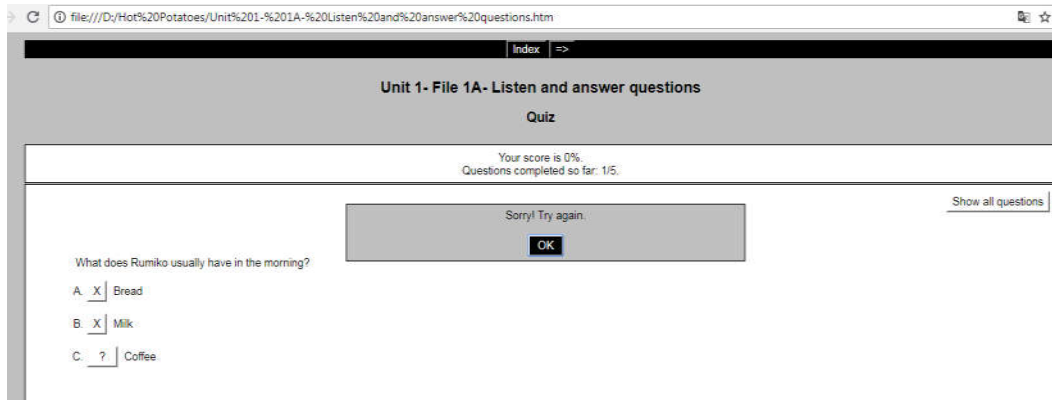 file:///D:/Hot%20Potatoes/Unit%201-%201A-%20Listen%20and%20answer%20questions.htm
Index =>
Unit 1- File 1A- Listen and answer questions
Quiz
Your score is 0%.
Questions completed so far: 1/5.
Show all questions
Sorry! Try again.
OK
What does Rumiko usually have in the morning?
A. X Bread
B. X Milk
C. ? Coffee